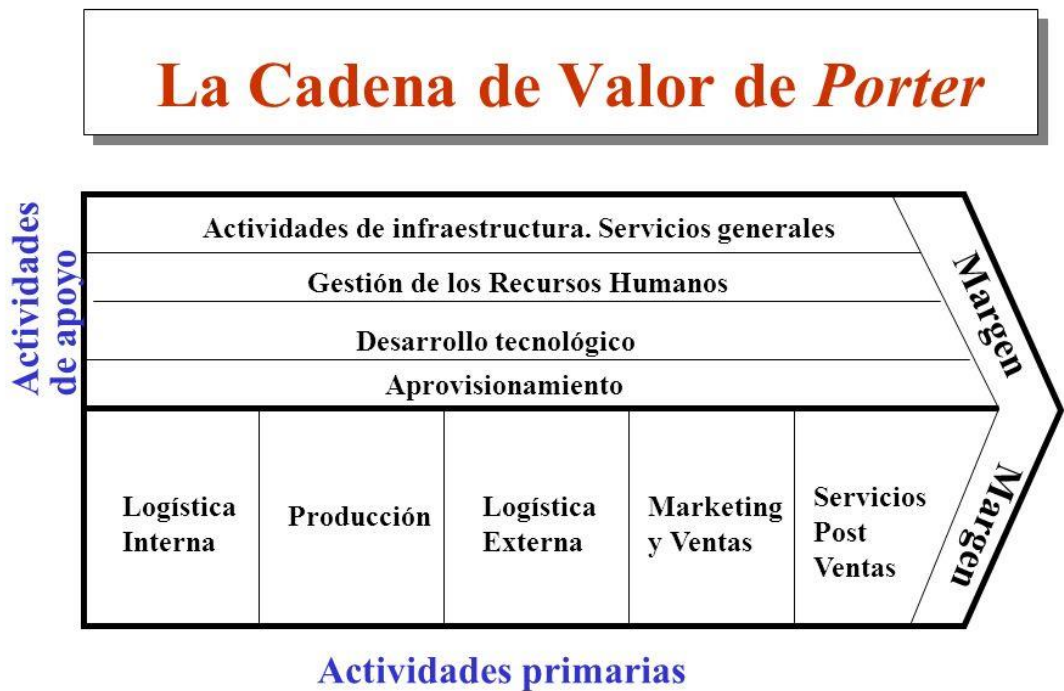 La Cadena de Valor de Porter
Actividades
de apoyo
Actividades de infraestructura. Servicios generales
Gestión de los Recursos Humanos
Desarrollo tecnológico
Aprovisionamiento
Margen
Logística
Interna
Producción
Logística
Externa
Marketing
y Ventas
Servicios
Post
Ventas
Margen
Actividades primarias